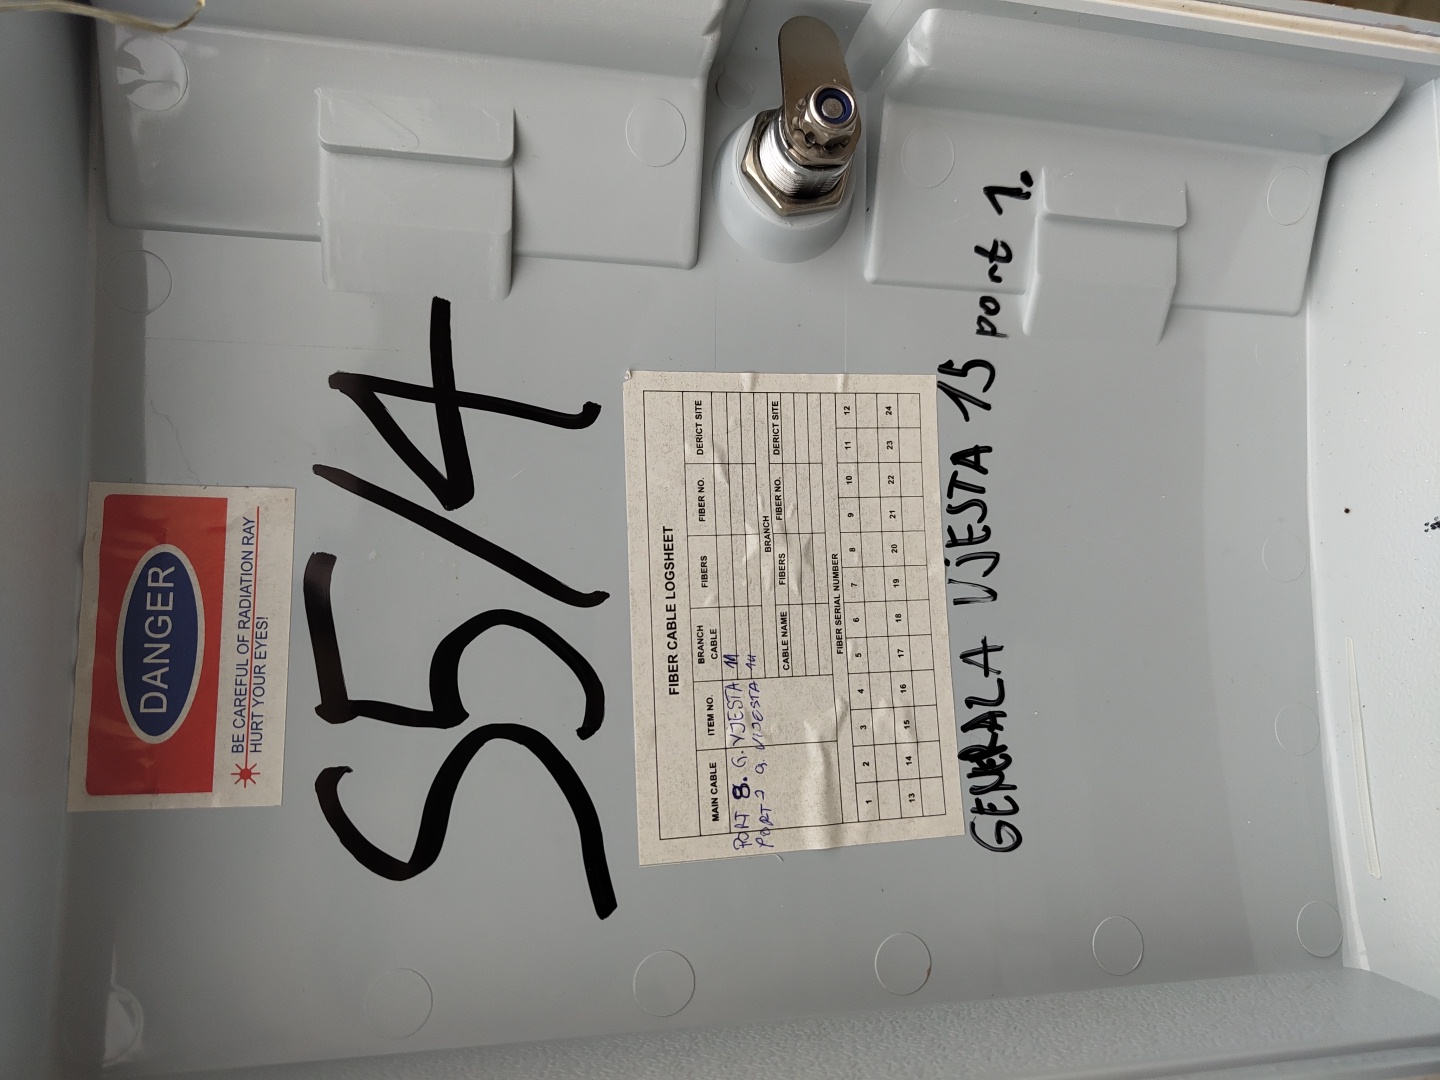 DANGER
BE CAREFUL OF RADIATION RAY
HURT YOUR EYES!
S5/4
FIBER CABLE LOGSHEET
MAIN CABLE ITEM NO. BRANCH CABLE FIBERS FIBER NO. DERICT SITE
PORT 8. G. VJESTA 11
PORT 2 G. VIJESTA 14
BRANCH
CABLE NAME FIBERS FIBER NO. DERICT SITE
FIBER SERIAL NUMBER
1 2 3 4 5 6 7 8 9 10 11 12
13 14 15 16 17 18 19 20 21 22 23 24
GENERALA VJESTA 15 port 1.